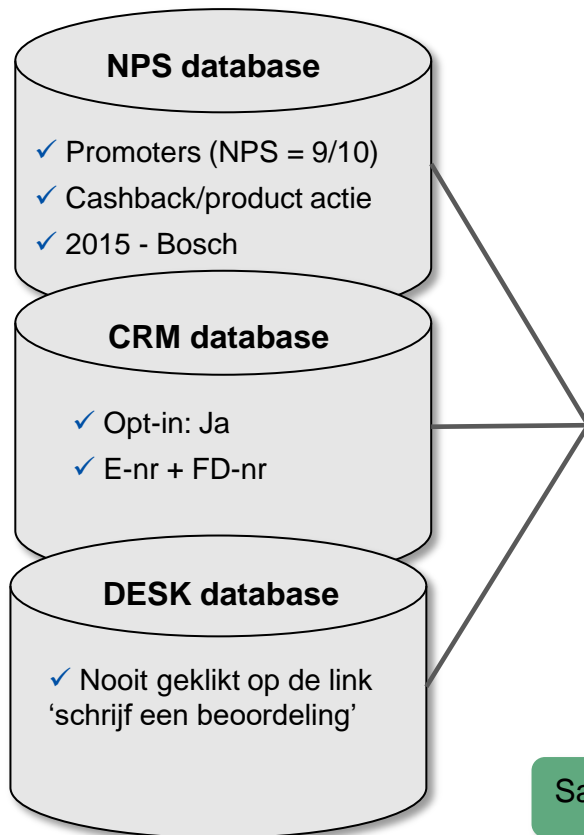 NPS database
✓ Promoters (NPS = 9/10)
✓ Cashback/product actie
✓ 2015 - Bosch
CRM database
✓ Opt-in: Ja
✓ E-nr + FD-nr
DESK database
✓ Nooit geklikt op de link
‘schrijf een beoordeling’